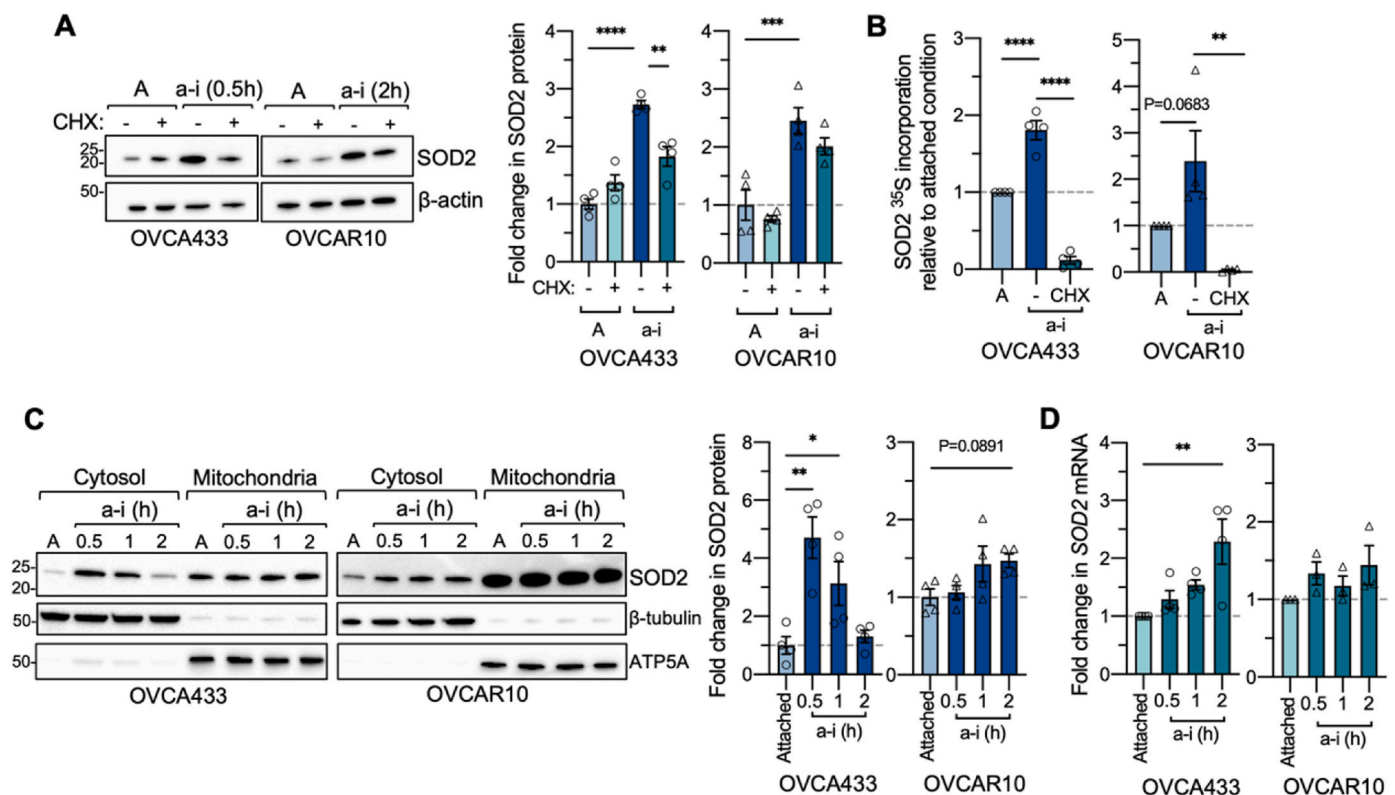 A
A a-i (0.5h) A a-i (2h)
CHX: - + - + - + - +
25-
20-
SOD2
50-
β-actin
OVCA433 OVCAR10
Fold change in SOD2 protein
4
3
2
1
0
**** **
CHX: - + - +
A a-i
OVCA433
4
3
2
1
0
***
- + - +
A a-i
OVCAR10
B
SOD2 35S incorporation
relative to attached condition
3
2
1
0
****
****
A - CHX
a-i
OVCA433
5
4
3
2
1
0
**
P=0.0683
A - CHX
a-i
OVCAR10
C
Cytosol Mitochondria Cytosol Mitochondria
a-i (h) a-i (h) a-i (h) a-i (h)
A 0.5 1 2 A 0.5 1 2 A 0.5 1 2 A 0.5 1 2
25-
20-
SOD2
50-
β-tubulin
50-
ATP5A
OVCA433 OVCAR10
Fold change in SOD2 protein
8
6
4
2
0
*
**
Attached 0.5 1 2
a-i (h)
OVCA433
3
2
1
0
P=0.0891
Attached 0.5 1 2
a-i (h)
OVCAR10
D
Fold change in SOD2 mRNA
4
3
2
1
0
**
Attached 0.5 1 2
a-i (h)
OVCA433
3
2
1
0
Attached 0.5 1 2
a-i (h)
OVCAR10